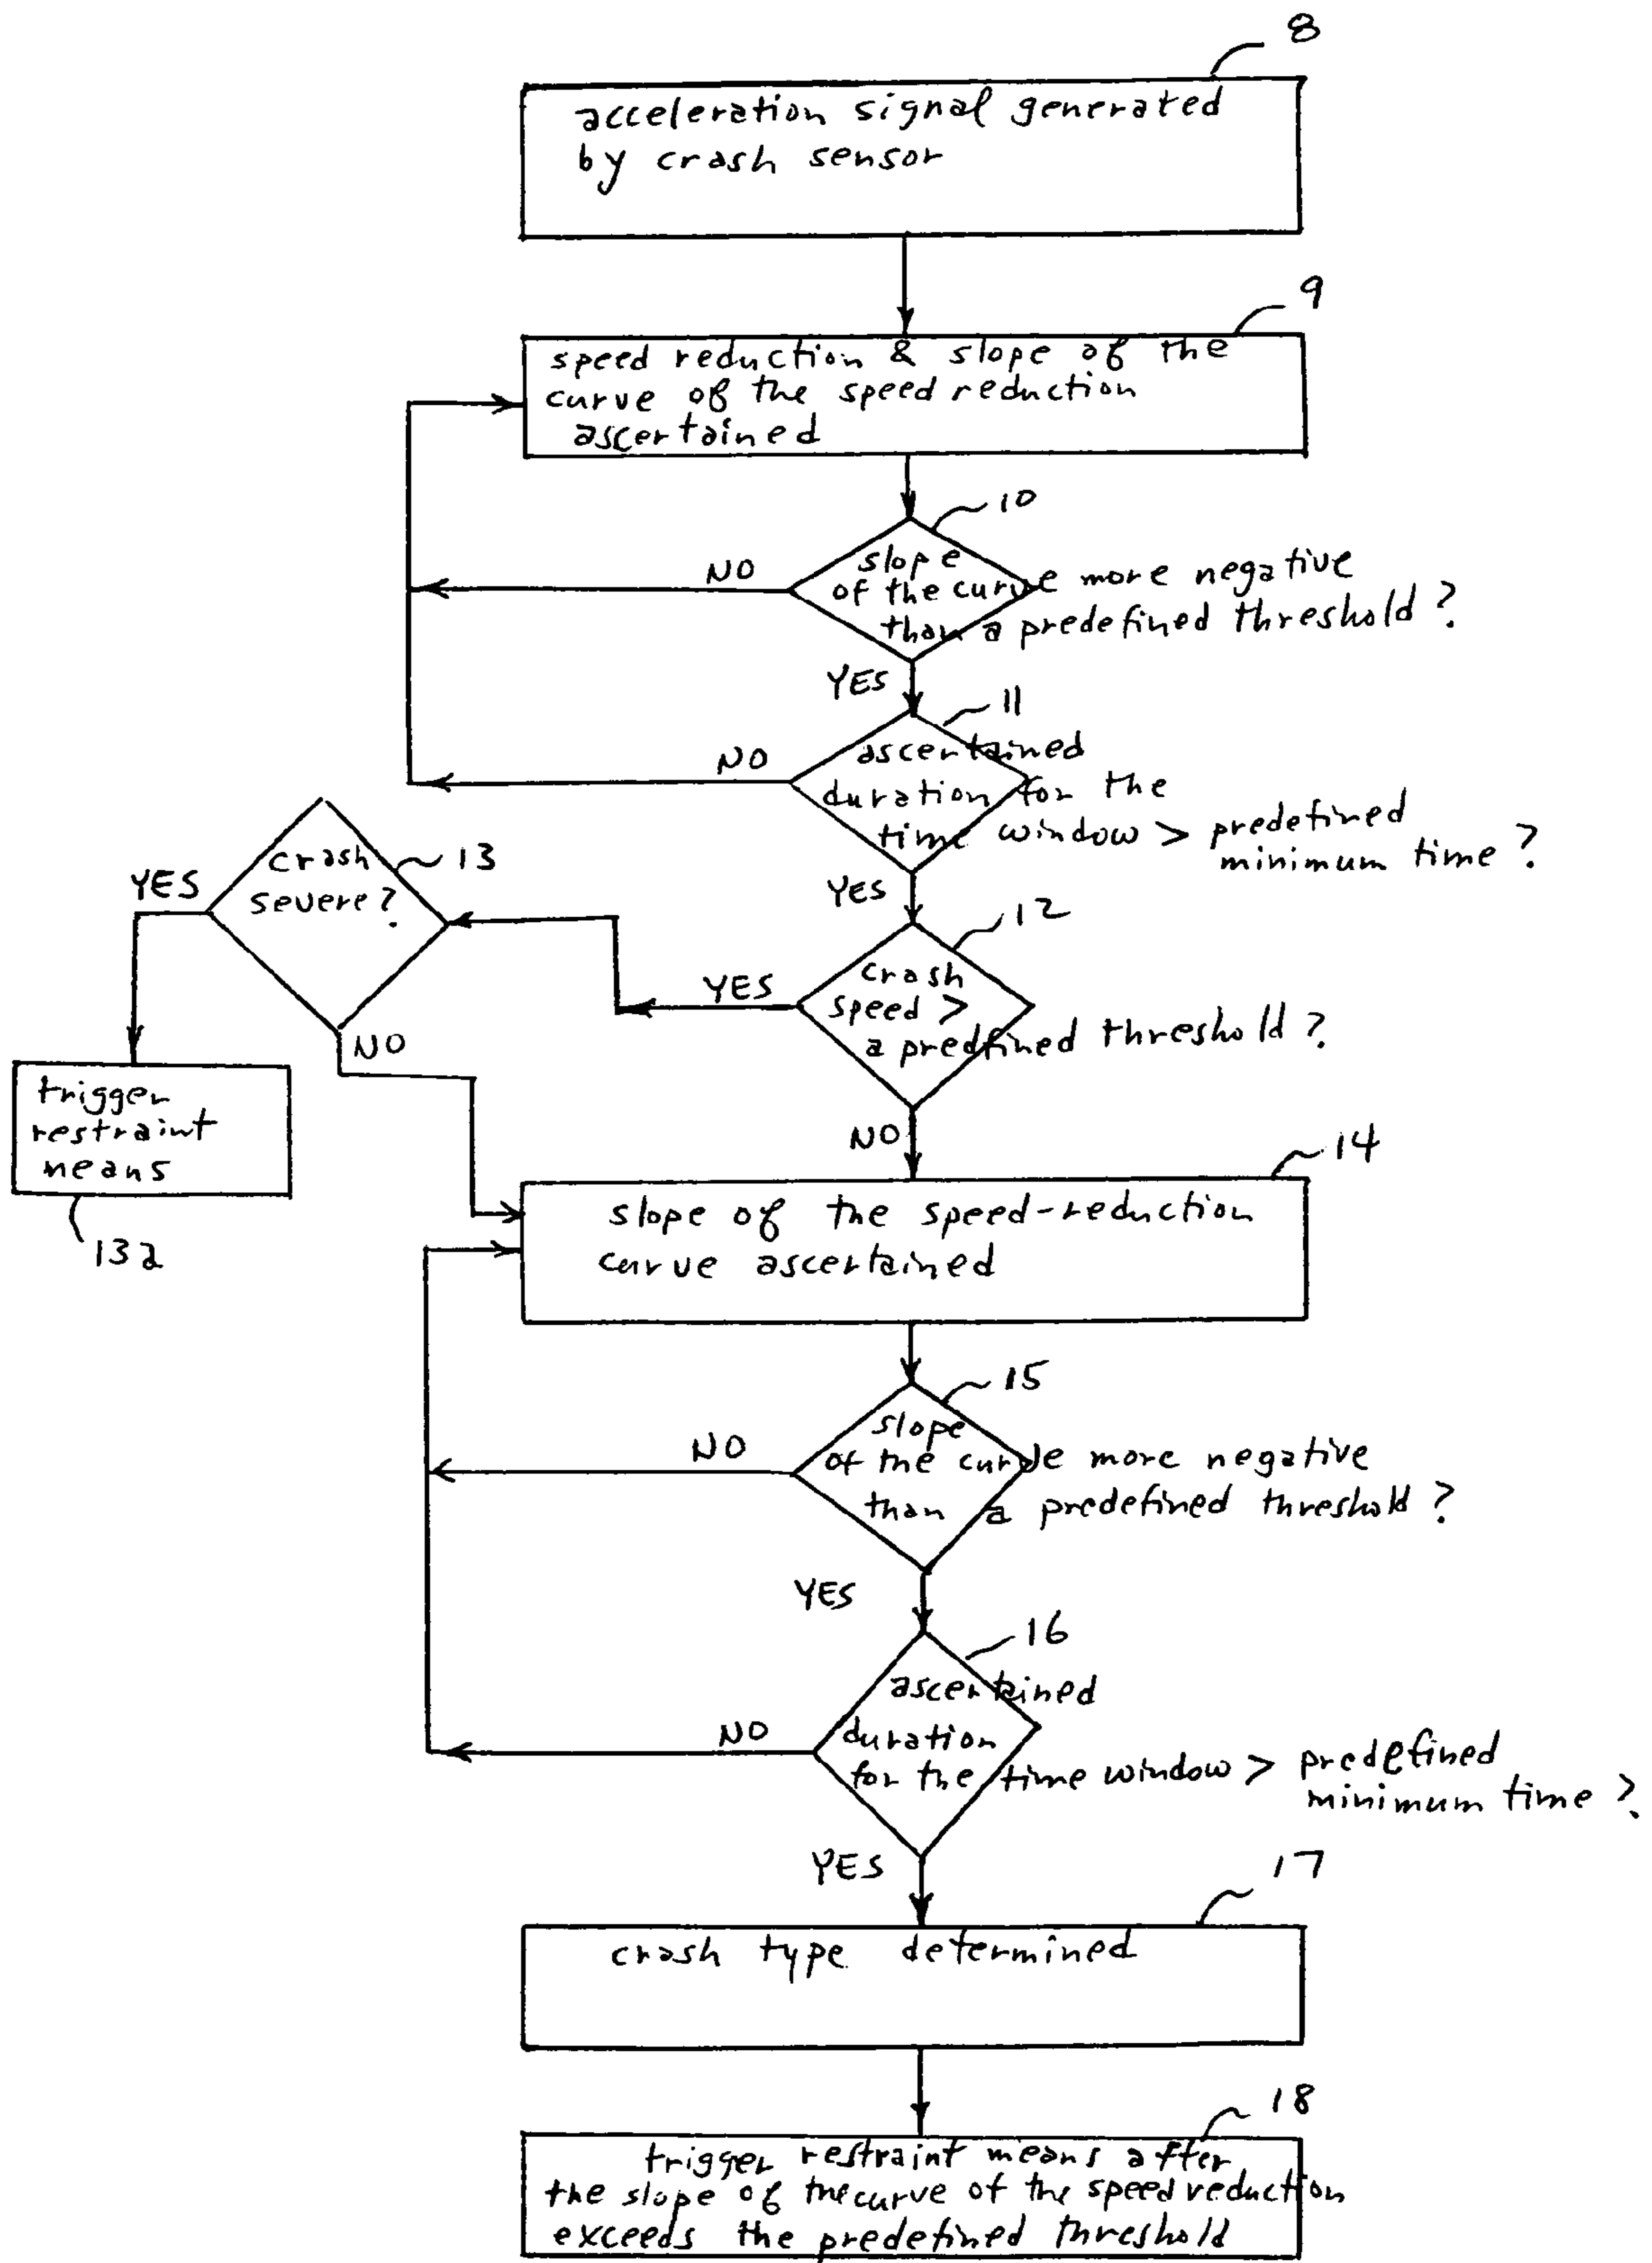 8
acceleration signal generated
by crash sensor
9
speed reduction & slope of the
curve of the speed reduction
ascertained
10
slope
NO
of the curve more negative
than a predefined threshold?
YES
11
ascertained
NO
duration for the
time window > predefined
minimum time?
YES
12
crash
speed >
a predefined threshold?
YES
13
crash
severe?
YES
NO
trigger
restraint
means
13a
NO
14
slope of the speed-reduction
curve ascertained
15
slope
NO
of the curve more negative
than a predefined threshold?
YES
16
ascertained
NO
duration
for the time window > predefined
minimum time?
YES
17
crash type determined
18
trigger restraint means after
the slope of the curve of the speed reduction
exceeds the predefined threshold